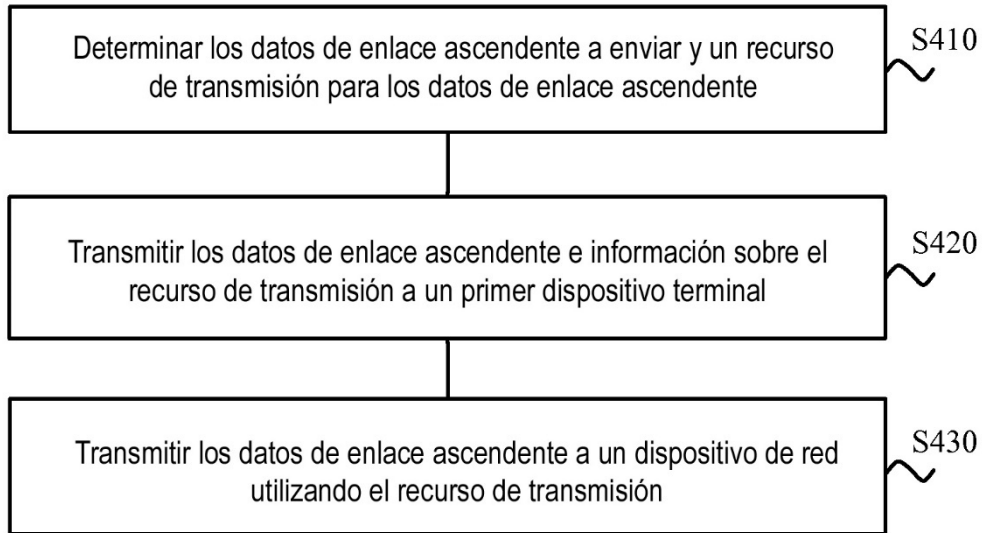 Determinar los datos de enlace ascendente a enviar y un recurso
de transmisión para los datos de enlace ascendente
S410
Transmitir los datos de enlace ascendente e información sobre el
recurso de transmisión a un primer dispositivo terminal
S420
Transmitir los datos de enlace ascendente a un dispositivo de red
utilizando el recurso de transmisión
S430